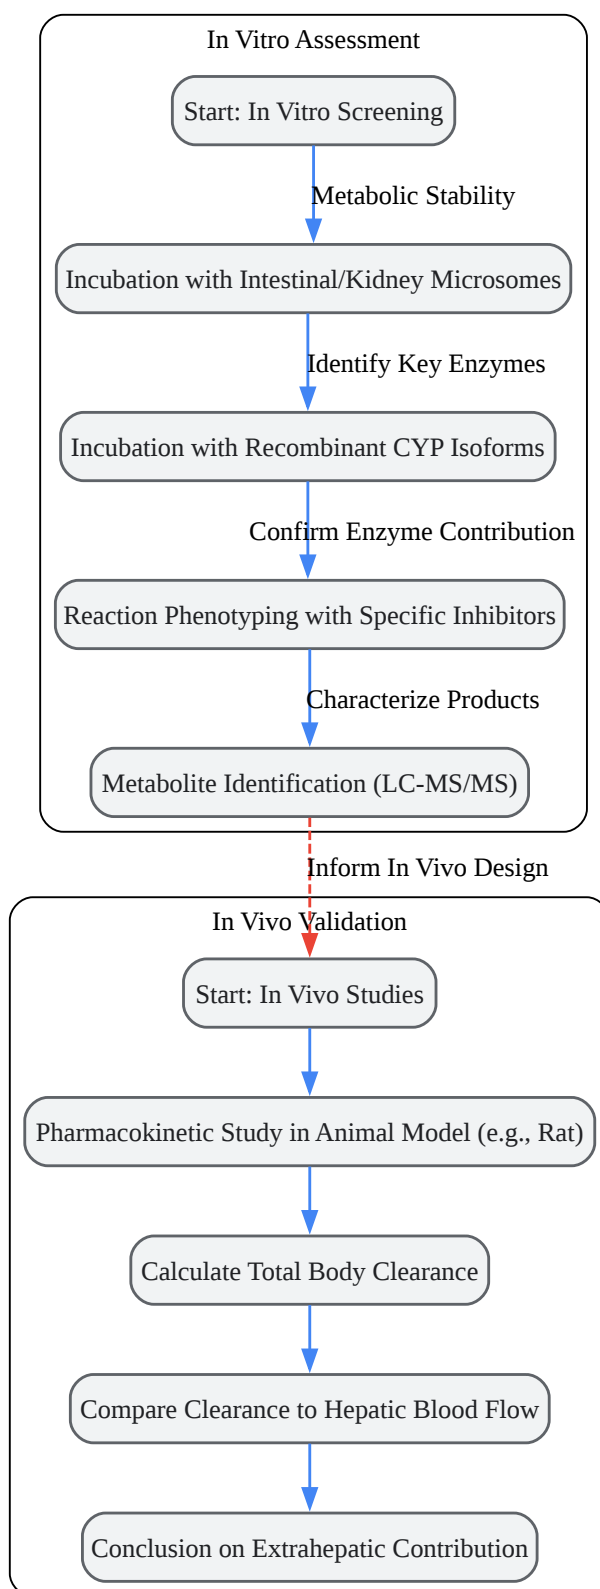 In Vitro Assessment
Start: In Vitro Screening
Metabolic Stability
Incubation with Intestinal/Kidney Microsomes
Identify Key Enzymes
Incubation with Recombinant CYP Isoforms
Confirm Enzyme Contribution
Reaction Phenotyping with Specific Inhibitors
Characterize Products
Metabolite Identification (LC-MS/MS)
Inform In Vivo Design
In Vivo Validation
Start: In Vivo Studies
Pharmacokinetic Study in Animal Model (e.g., Rat)
Calculate Total Body Clearance
Compare Clearance to Hepatic Blood Flow
Conclusion on Extrahepatic Contribution